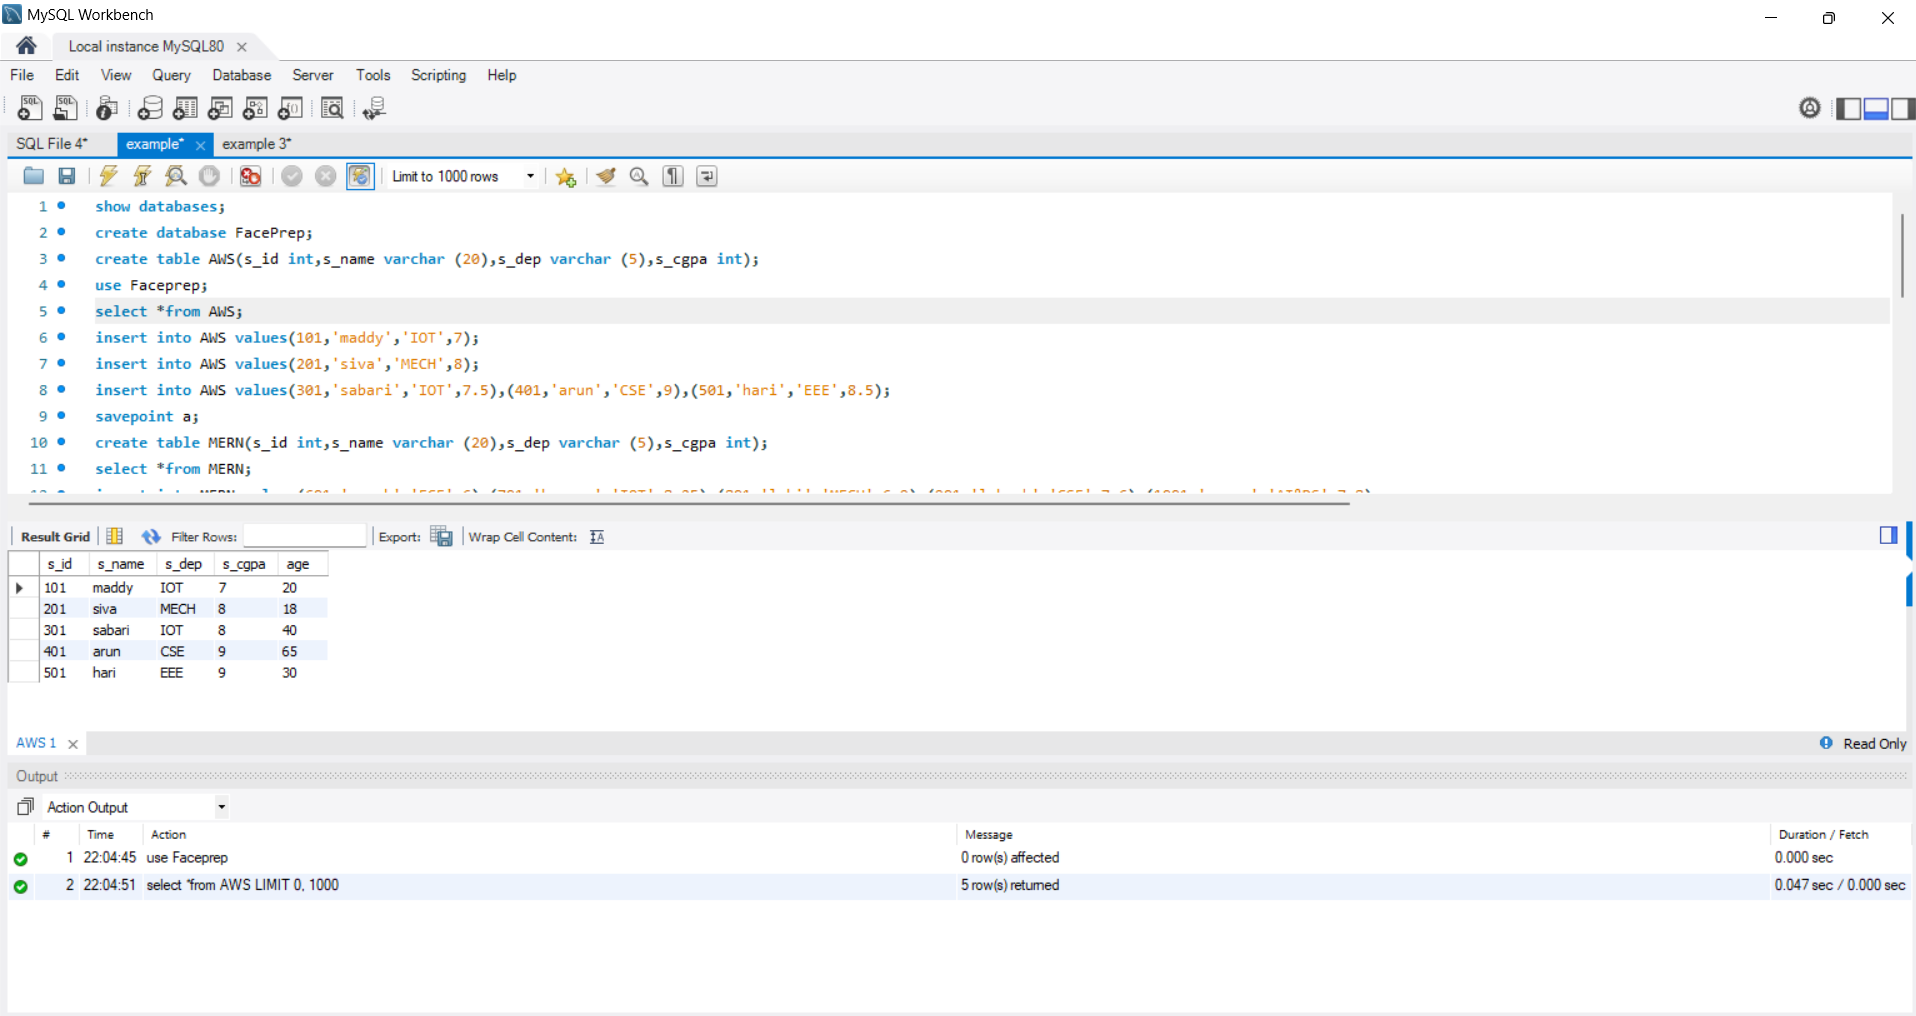 MySQL Workbench
Local instance MySQL80
File Edit View Query Database Server Tools Scripting Help
SQL File 4* example* example 3*
Limit to 1000 rows
1 show databases;
2 create database FacePrep;
3 create table AWS(s_id int,s_name varchar (20),s_dep varchar (5),s_cgpa int);
4 use Faceprep;
5 select *from AWS;
6 insert into AWS values(101,'maddy','IOT',7);
7 insert into AWS values(201,'siva','MECH',8);
8 insert into AWS values(301,'sabari','IOT',7.5),(401,'arun','CSE',9),(501,'hari','EEE',8.5);
9 savepoint a;
10 create table MERN(s_id int,s_name varchar (20),s_dep varchar (5),s_cgpa int);
11 select *from MERN;
Result Grid Filter Rows: Export: Wrap Cell Content:
s_id s_name s_dep s_cgpa age
101 maddy IOT 7 20
201 siva MECH 8 18
301 sabari IOT 8 40
401 arun CSE 9 65
501 hari EEE 9 30
AWS 1 Read Only
Output
Action Output
# Time Action Message Duration / Fetch
1 22:04:45 use Faceprep 0 row(s) affected 0.000 sec
2 22:04:51 select *from AWS LIMIT 0, 1000 5 row(s) returned 0.047 sec / 0.000 sec